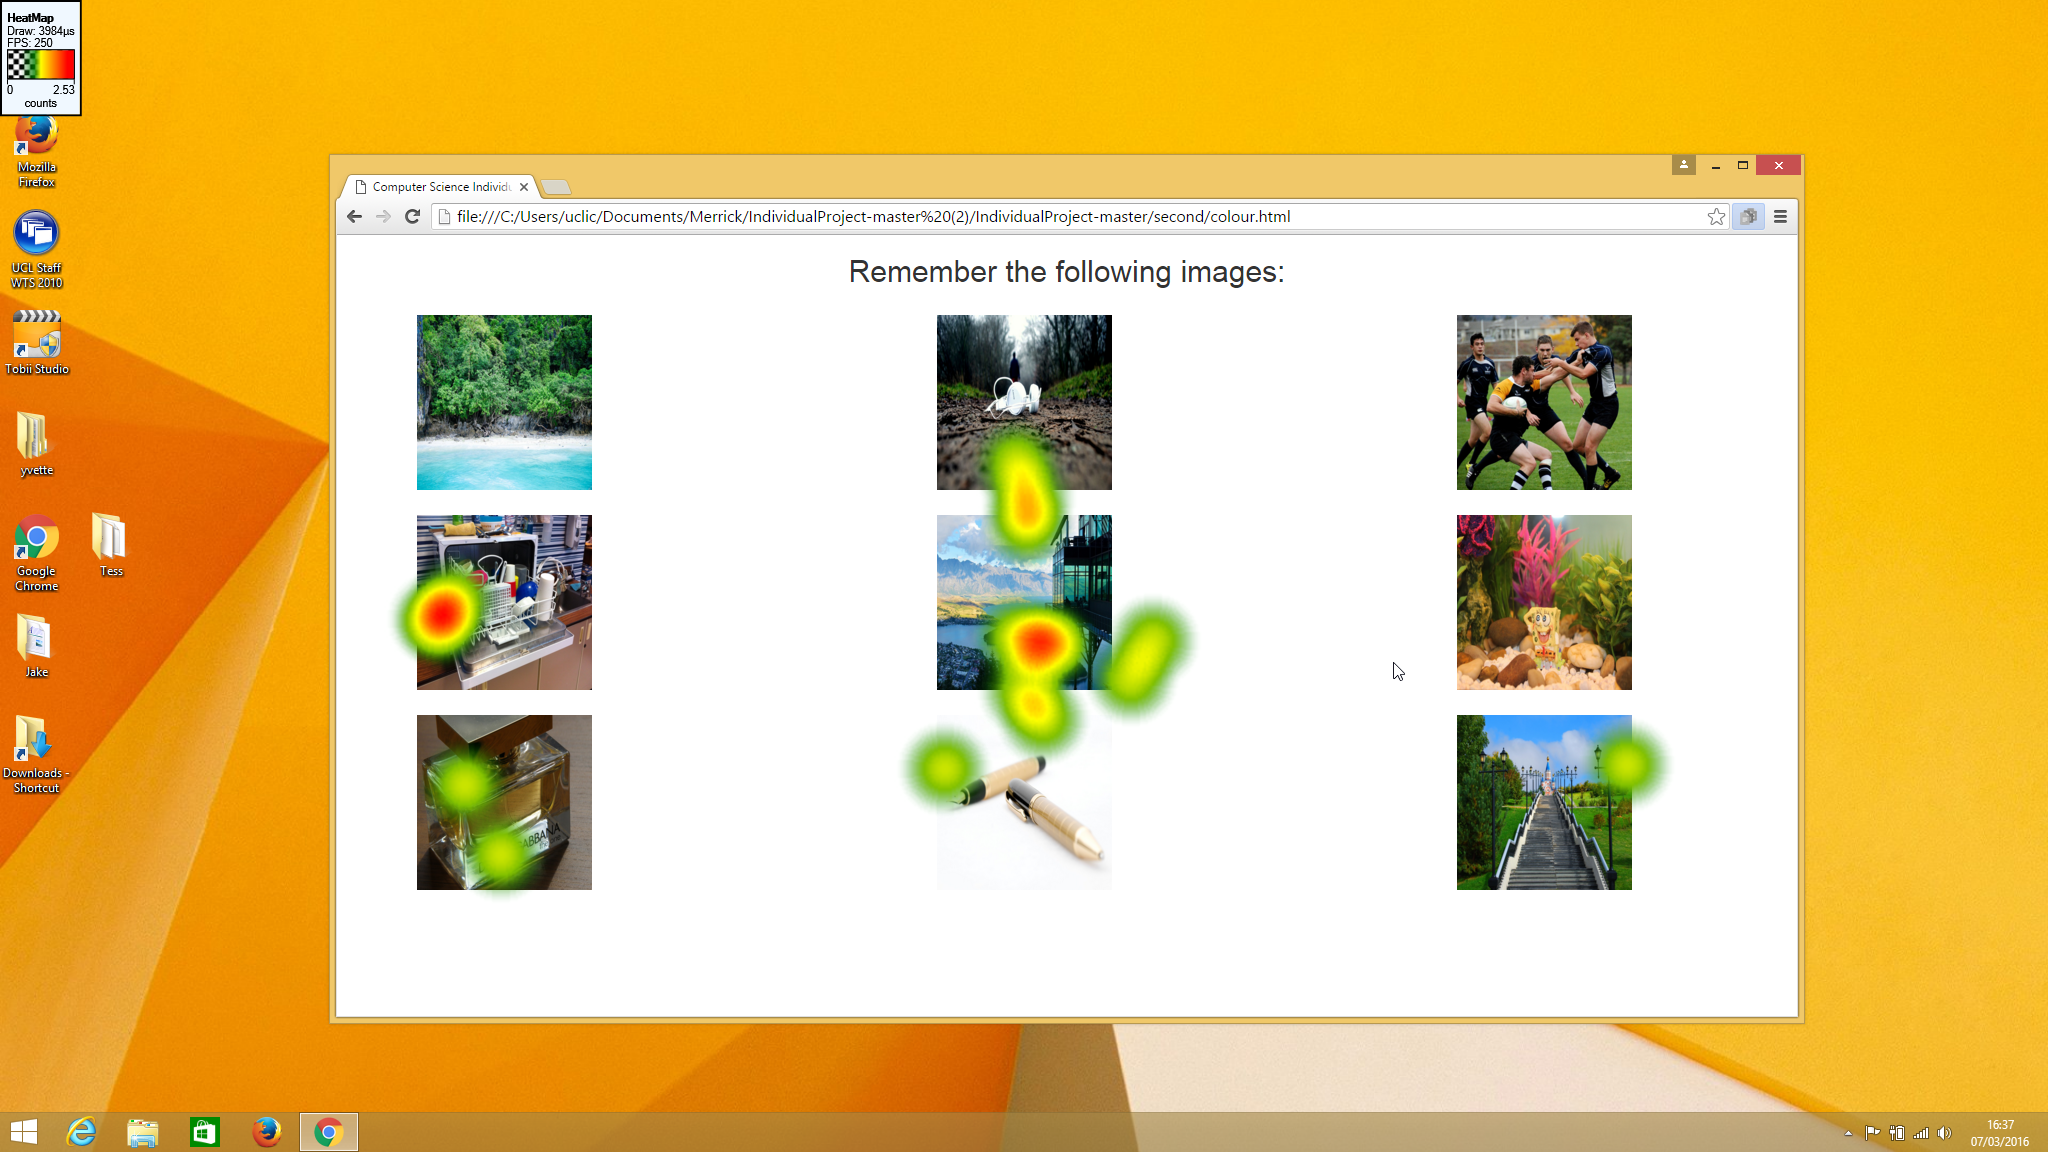 HeatMap
Draw: 3984µs
FPS: 250
0 2.53
counts
Mozilla
Firefox
UCL Staff
WTS 2010
Tobii Studio
yvette
Google
Chrome
Tess
Jake
Downloads -
Shortcut
Computer Science Individu
file:///C:/Users/uclic/Documents/Merrick/IndividualProject-master%20(2)/IndividualProject-master/second/colour.html
Remember the following images:
ABBANA
16:37
07/03/2016